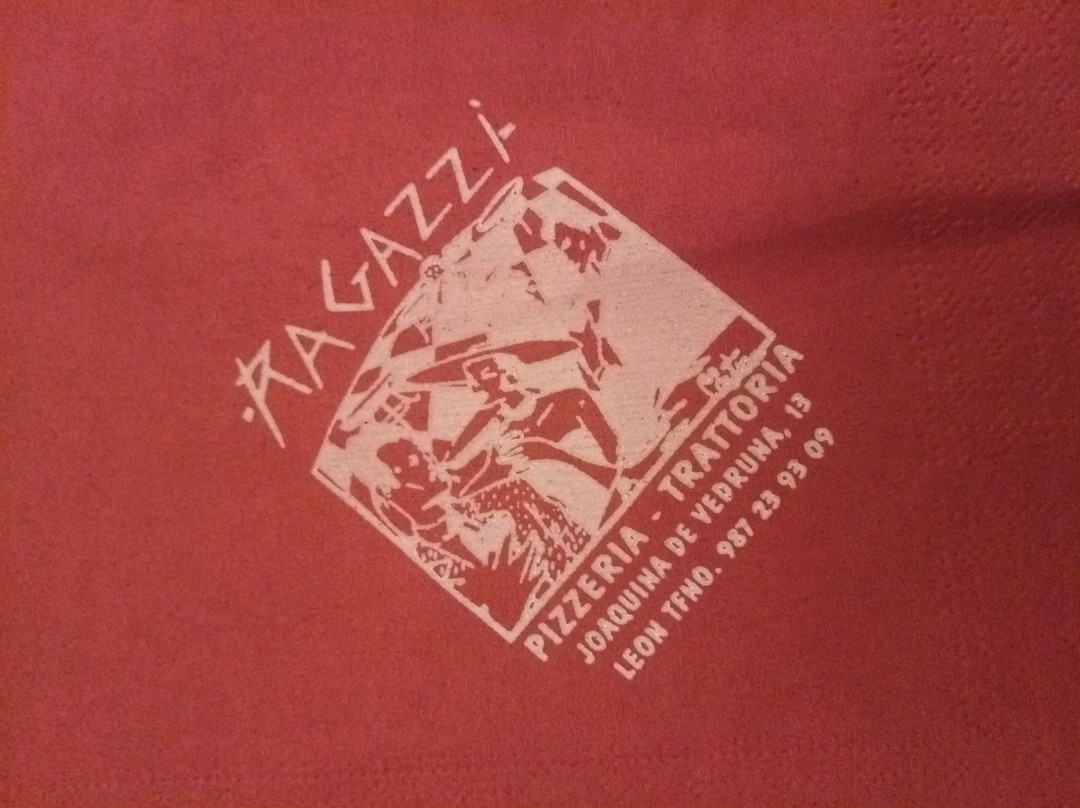 RAGAZZi
PIZZERIA - TRATTORIA
JOAQUINA DE VEDRUNA, 13
LEON TFNO. 987 23 93 09